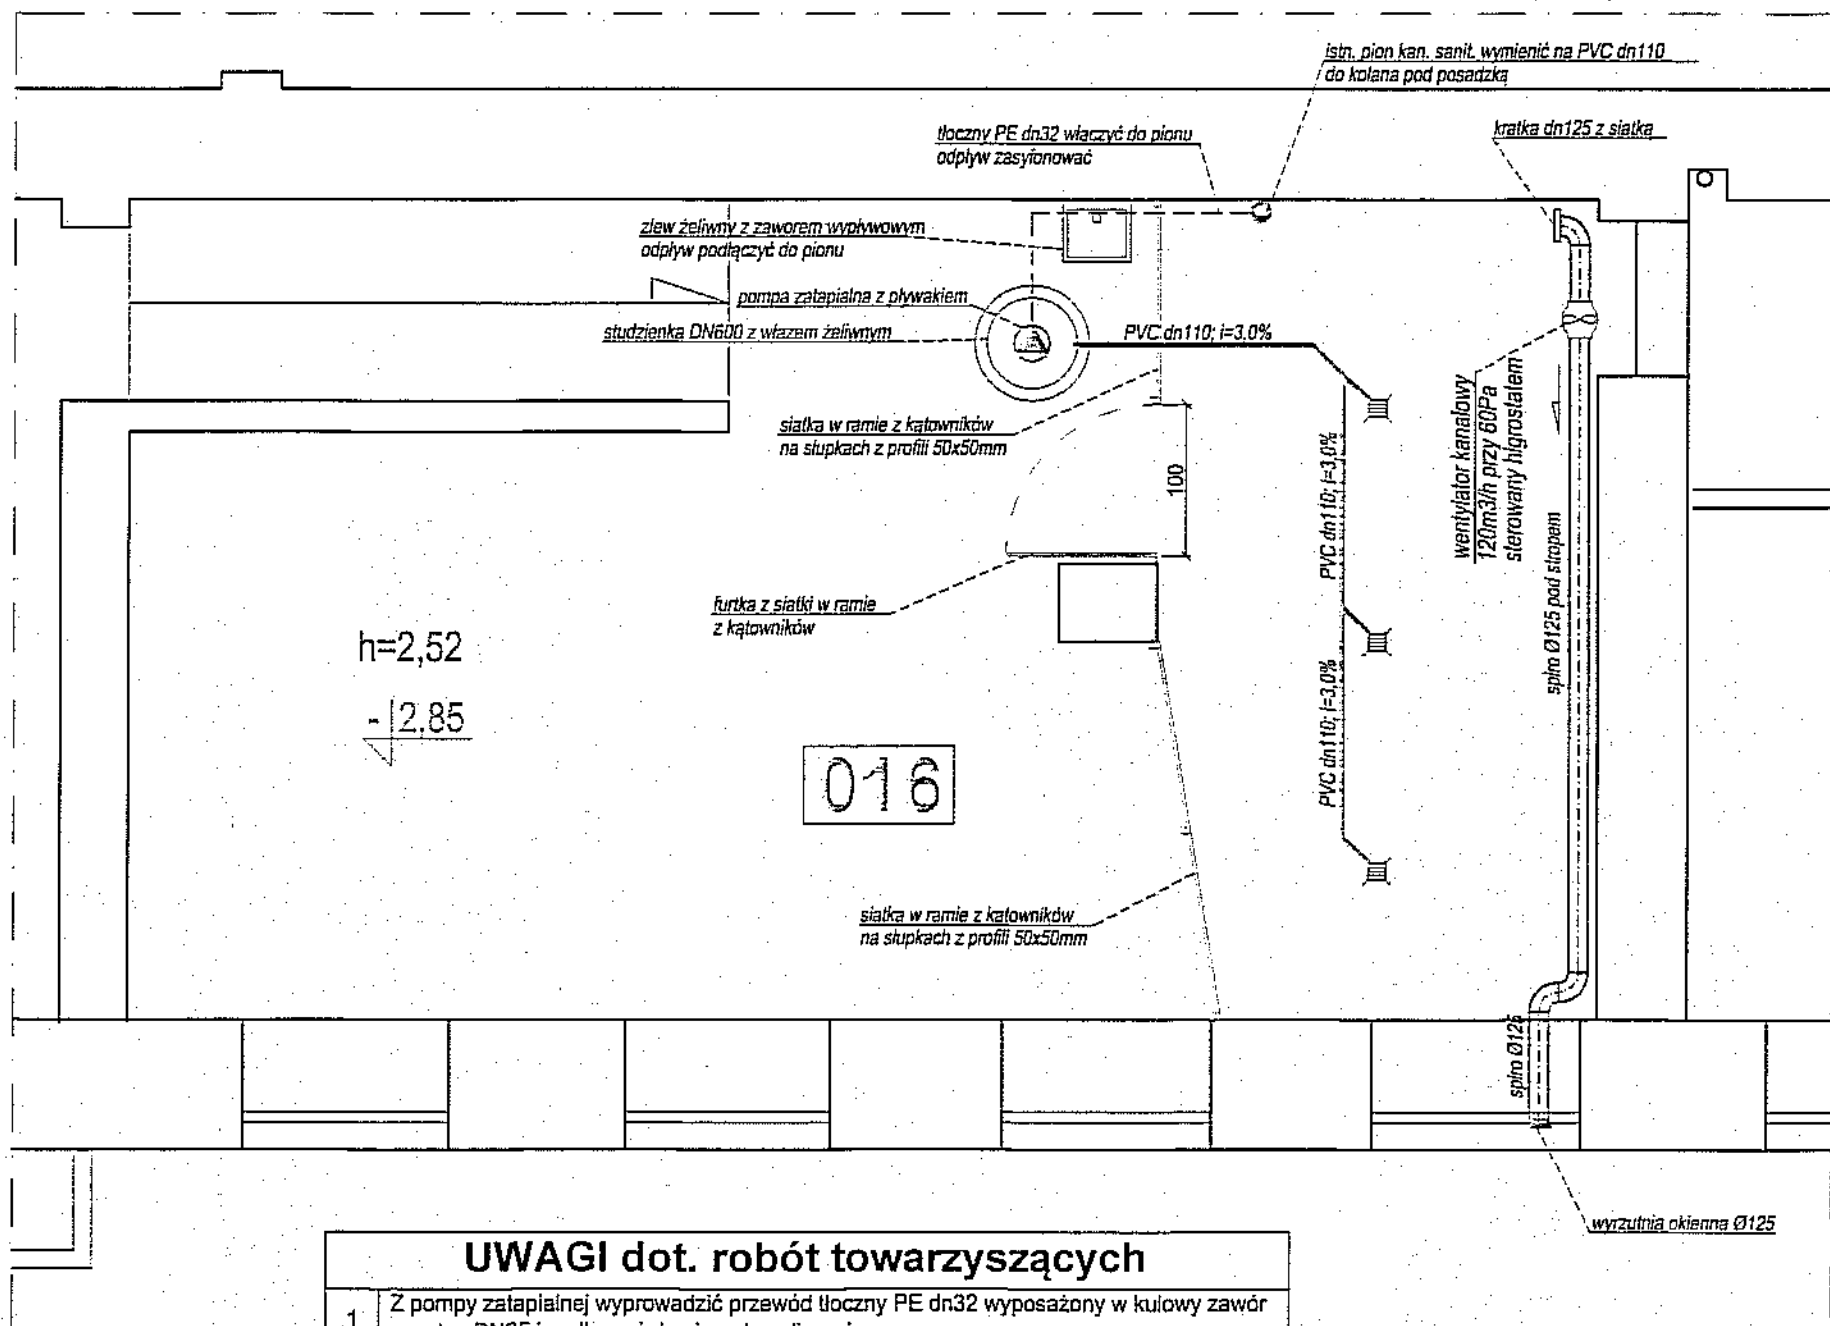 istn. pion kan. sanit. wymienić na PVC dn110
do kolana pod posadzką
tłoczny PE dn32 włączyć do pionu
odpływ zasyfonować
kratka dn125 z siatką
zlew żeliwny z zaworem wypływowym
odpływ podłączyć do pionu
pompa zatapialna z pływakiem
studzienka DN600 z włazem żeliwnym
PVC dn110; i=3,0%
siatka w ramie z kątowników
na słupkach z profili 50x50mm
100
PVC dn110; i=3,0%
wentylator kanałowy
120m3/h przy 60Pa
sterowany higrostatem
spiro Ø125 pod stropem
furtka z siatki w ramie
z kątowników
h=2,52
- 2.85
PVC dn110; i=3,0%
016
siatka w ramie z kątowników
na słupkach z profili 50x50mm
spiro Ø125
wyrzutnia okienna Ø125
UWAGI dot. robót towarzyszących
1 Z pompy zatapialnej wyprowadzić przewód tłoczny PE dn32 wyposażony w kulowy zawór